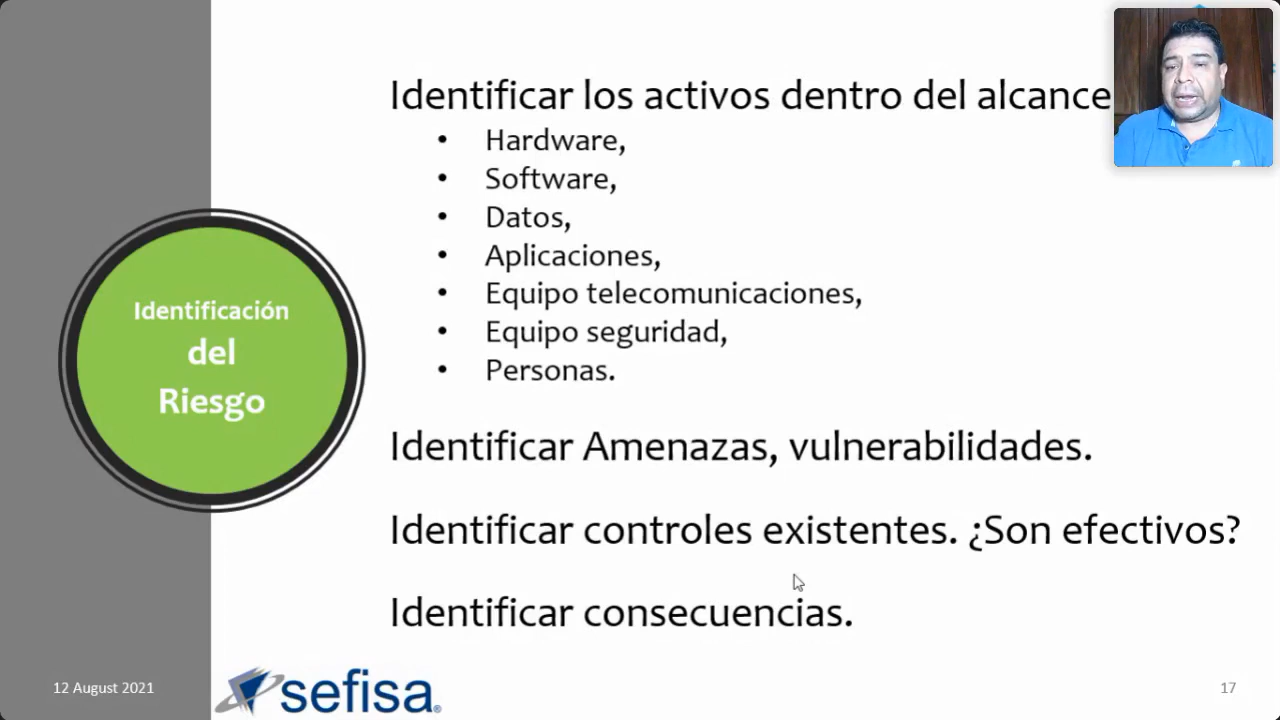 Identificar los activos dentro del alcance
• Hardware,
• Software,
• Datos,
• Aplicaciones,
• Equipo telecomunicaciones,
• Equipo seguridad,
• Personas.
Identificación
del
Riesgo
Identificar Amenazas, vulnerabilidades.
Identificar controles existentes. ¿Son efectivos?
Identificar consecuencias.
12 August 2021
sefisa®
17